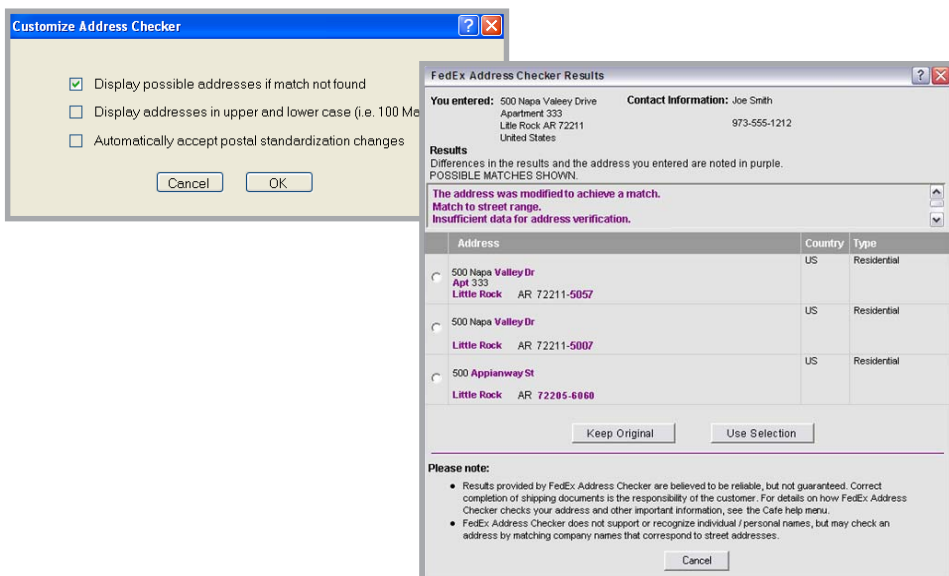 Customize Address Checker
Display possible addresses if match not found
Display addresses in upper and lower case (i.e. 100 Ma
Automatically accept postal standardization changes
Cancel OK
FedEx Address Checker Results
You entered: 500 Napa Valeey Drive
Apartment 333
Litle Rock AR 72211
United States
Contact Information: Joe Smith
973-555-1212
Results
Differences in the results and the address you entered are noted in purple.
POSSIBLE MATCHES SHOWN.
The address was modified to achieve a match.
Match to street range.
Insufficient data for address verification.
Address Country Type
500 Napa Valley Dr US Residential
Apt 333
Little Rock AR 72211-5057
500 Napa Valley Dr US Residential
Little Rock AR 72211-5007
500 Appianway St US Residential
Little Rock AR 72205-6060
Keep Original Use Selection
Please note:
• Results provided by FedEx Address Checker are believed to be reliable, but not guaranteed. Correct
completion of shipping documents is the responsibility of the customer. For details on how FedEx Address
Checker checks your address and other important information, see the Cafe help menu.
• FedEx Address Checker does not support or recognize individual / personal names, but may check an
address by matching company names that correspond to street addresses.
Cancel